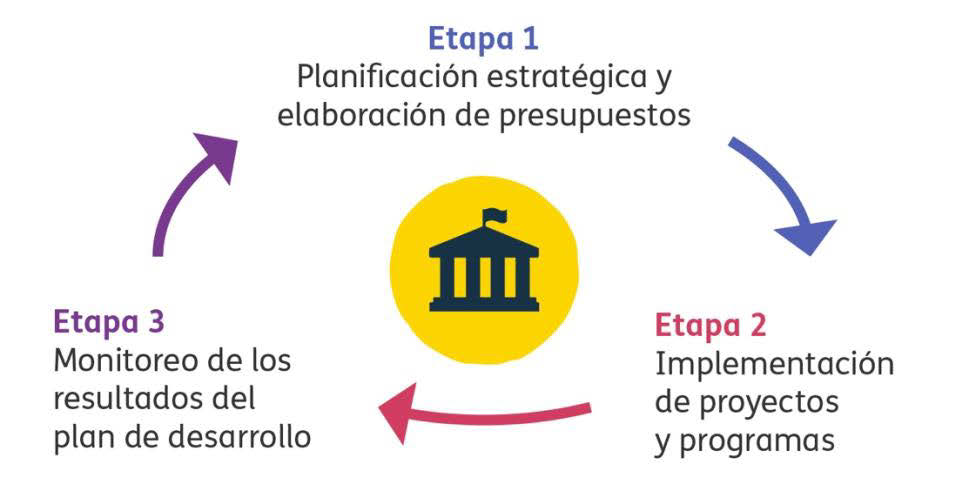 Etapa 1
Planificación estratégica y
elaboración de presupuestos
Etapa 2
Implementación
de proyectos
y programas
Etapa 3
Monitoreo de los
resultados del
plan de desarrollo